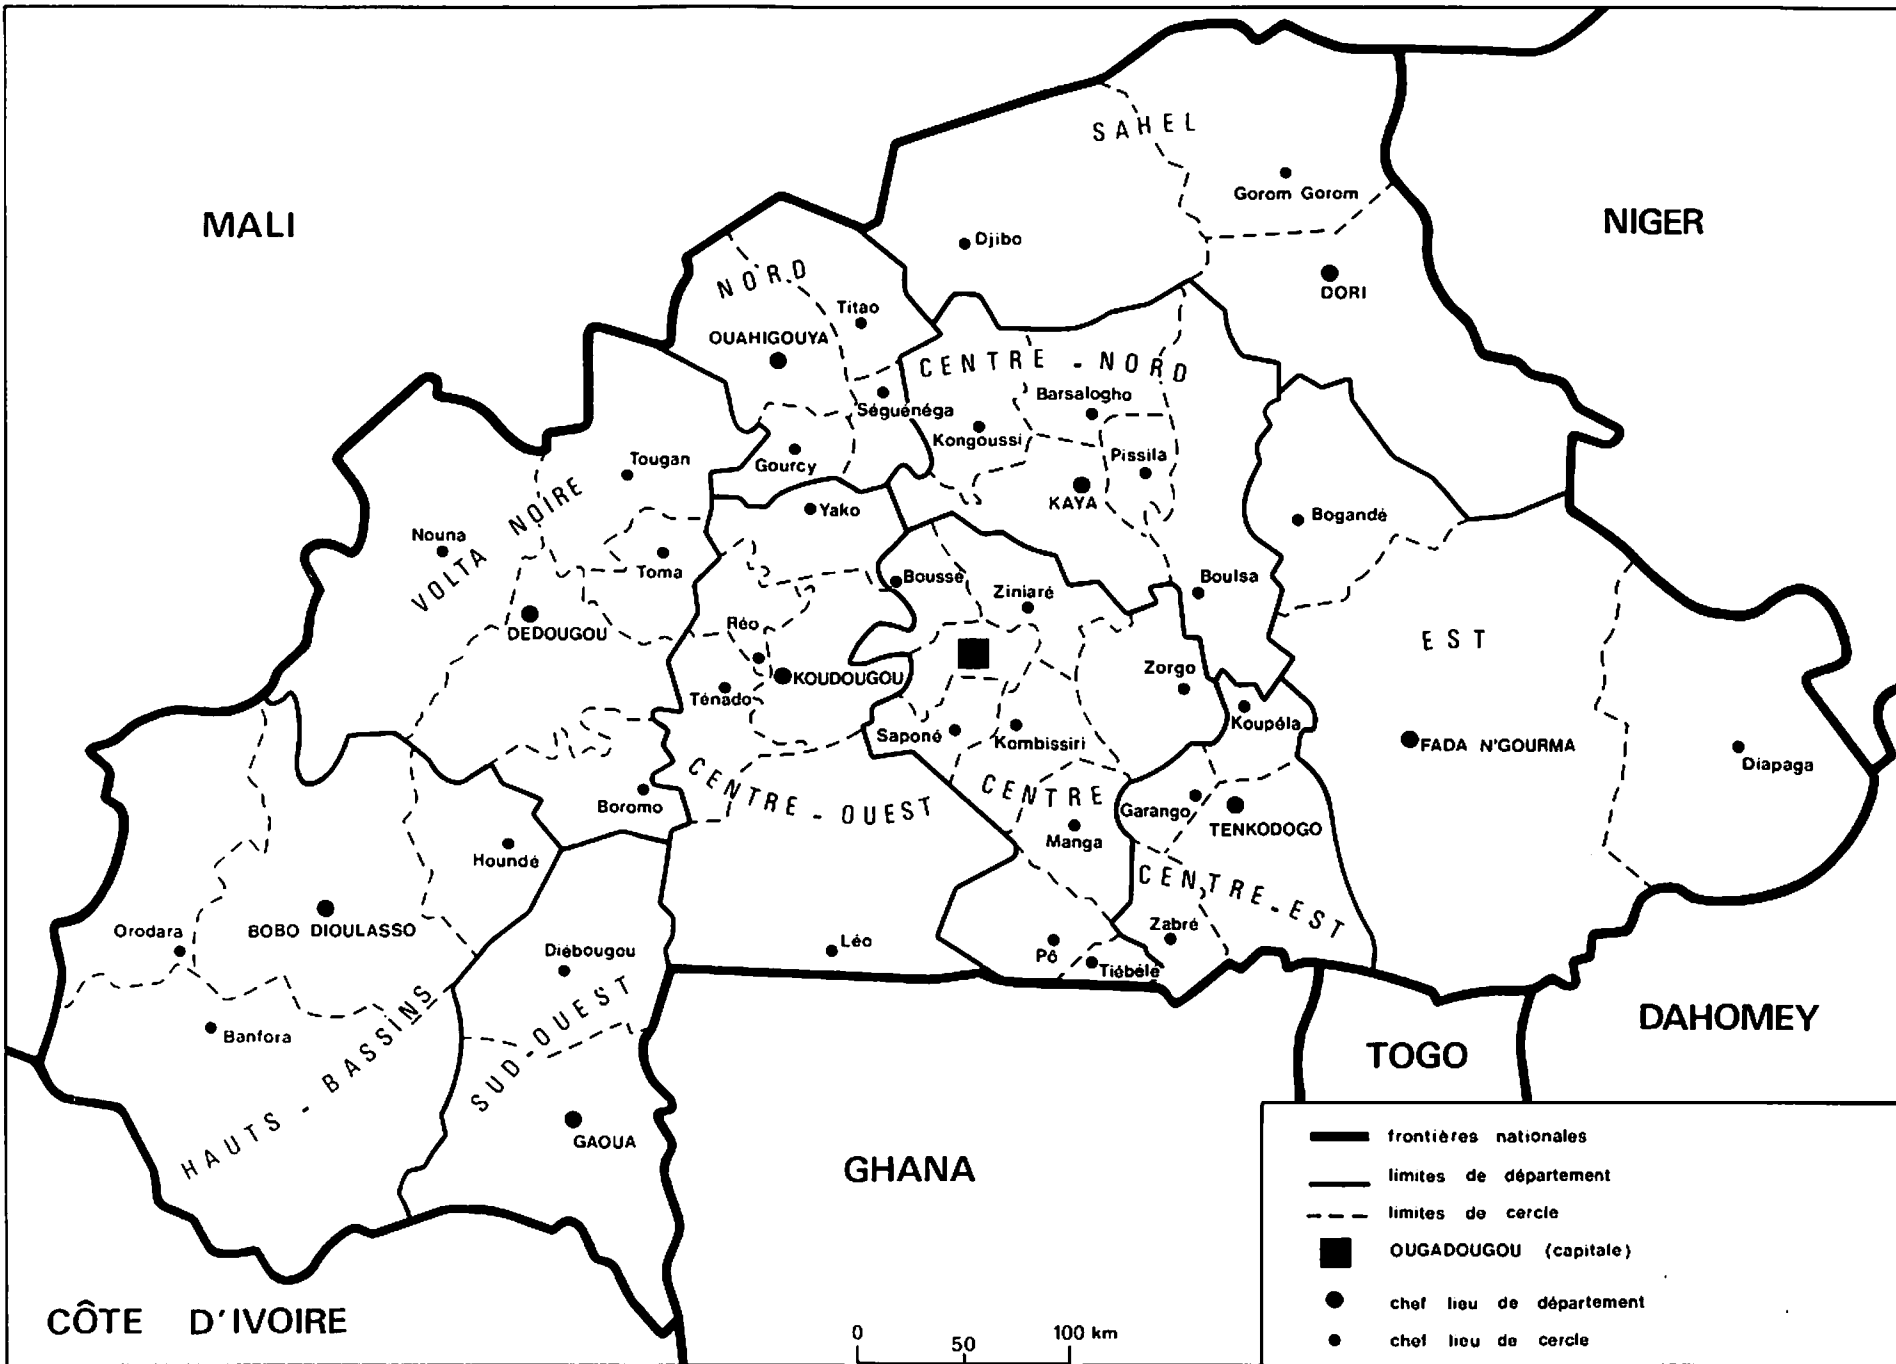 SAHEL
Gorom Gorom
MALI
NIGER
Djibo
NORD
DORI
Titao
OUAHIGOUYA
CENTRE - NORD
Séguénéga
Barsalogho
Kongoussi
Pissila
Gourcy
Tougan
KAYA
Yako
Bogandé
VOLTA NOIRE
Nouna
Toma
Bousse
Boulsa
Ziniaré
DEDOUGOU
Réo
EST
Zorgo
KOUDOUGOU
Ténado
Koupéla
Saponé
Kombissiri
FADA N'GOURMA
Diapaga
CENTRE - OUEST
CENTRE
Boromo
Garango
TENKODOGO
Manga
Houndé
CENTRE-EST
Orodara
BOBO DIOULASSO
Zabré
Léo
Diébougou
Pô
Tiébélé
HAUTS - BASSINS
SUD-OUEST
Banfora
DAHOMEY
TOGO
GAOUA
GHANA
CÔTE D'IVOIRE
frontières nationales
limites de département
limites de cercle
OUGADOUGOU (capitale)
chef lieu de département
chef lieu de cercle
0 50 100 km